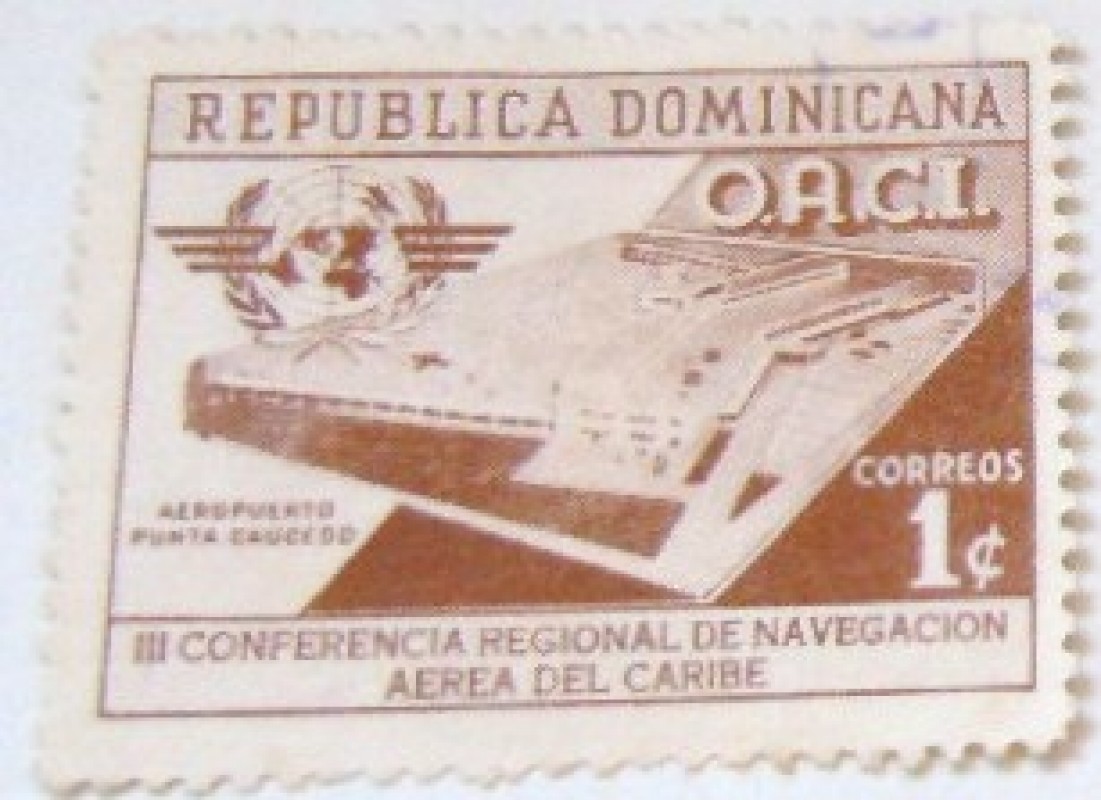 REPUBLICA DOMINICANA
O.A.C.I.
AEROPUERTO
PUNTA CAUCEDO
CORREOS
1¢
III CONFERENCIA REGIONAL DE NAVEGACION
AEREA DEL CARIBE